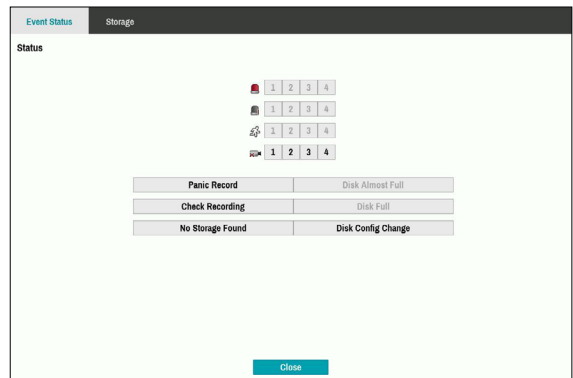 Event Status Storage
Status
1 2 3 4
1 2 3 4
1 2 3 4
1 2 3 4
Panic Record Disk Almost Full
Check Recording Disk Full
No Storage Found Disk Config Change
Close